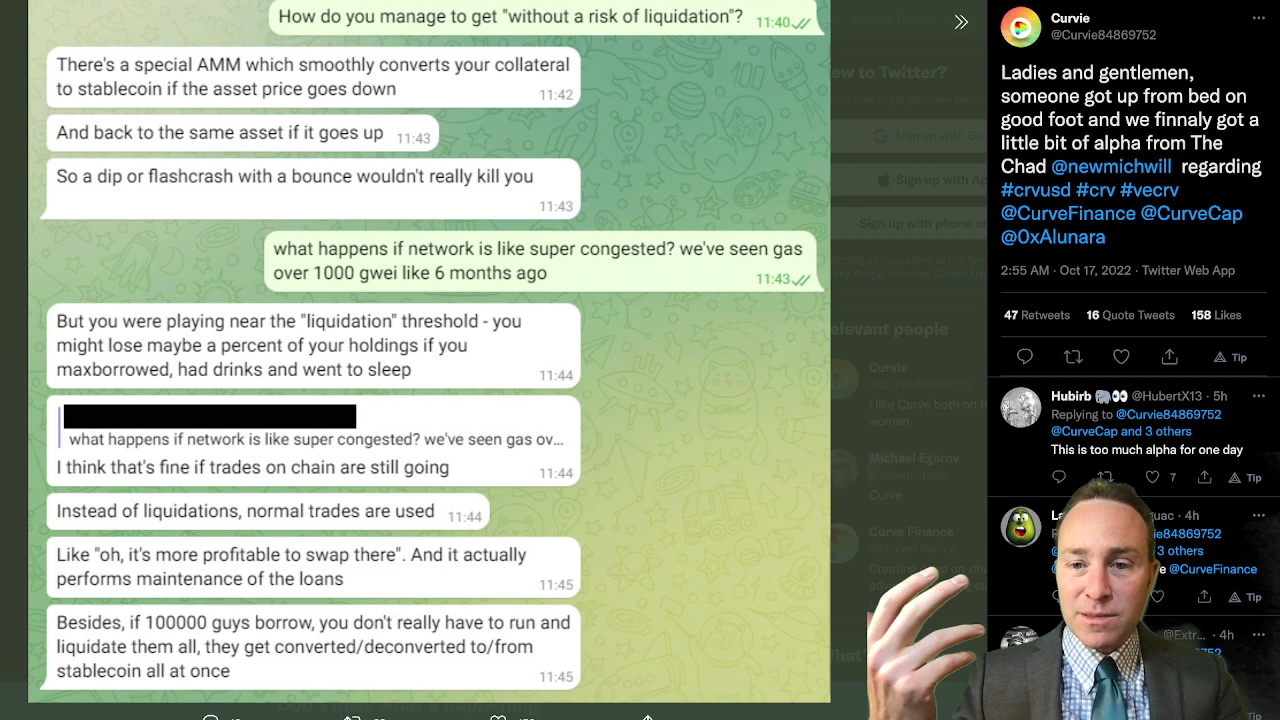 How do you manage to get "without a risk of liquidation"? 11:40
There's a special AMM which smoothly converts your collateral
to stablecoin if the asset price goes down 11:42
And back to the same asset if it goes up 11:43
So a dip or flashcrash with a bounce wouldn't really kill you
11:43
what happens if network is like super congested? we've seen gas
over 1000 gwei like 6 months ago 11:43
But you were playing near the "liquidation" threshold - you
might lose maybe a percent of your holdings if you
maxborrowed, had drinks and went to sleep 11:44
what happens if network is like super congested? we've seen gas ov...
I think that's fine if trades on chain are still going 11:44
Instead of liquidations, normal trades are used 11:44
Like "oh, it's more profitable to swap there". And it actually
performs maintenance of the loans 11:45
Besides, if 100000 guys borrow, you don't really have to run and
liquidate them all, they get converted/deconverted to/from
stablecoin all at once 11:45
ew to Twitter?
Sign up with Go
Sign up with Ap
Sign up with phone o
elevant people
Curvie
@Curvie84869752
I like Curve both on
woman
Michael Egorov
@newmichwill
Curve
Curve Finance
@CurveFinance
Curvie
@Curvie84869752
Ladies and gentlemen,
someone got up from bed on
good foot and we finnaly got a
little bit of alpha from The
Chad @newmichwill regarding
#crvusd #crv #vecrv
@CurveFinance @CurveCap
@0xAlunara
2:55 AM · Oct 17, 2022 · Twitter Web App
47 Retweets 16 Quote Tweets 158 Likes
Tip
Hubirb @HubertX13 · 5h
Replying to @Curvie84869752
@CurveCap and 3 others
This is too much alpha for one day
7 Tip
La guac · 4h
ie84869752
3 others
e @CurveFinance
Tip
@Extr... · 4h
752
Tip